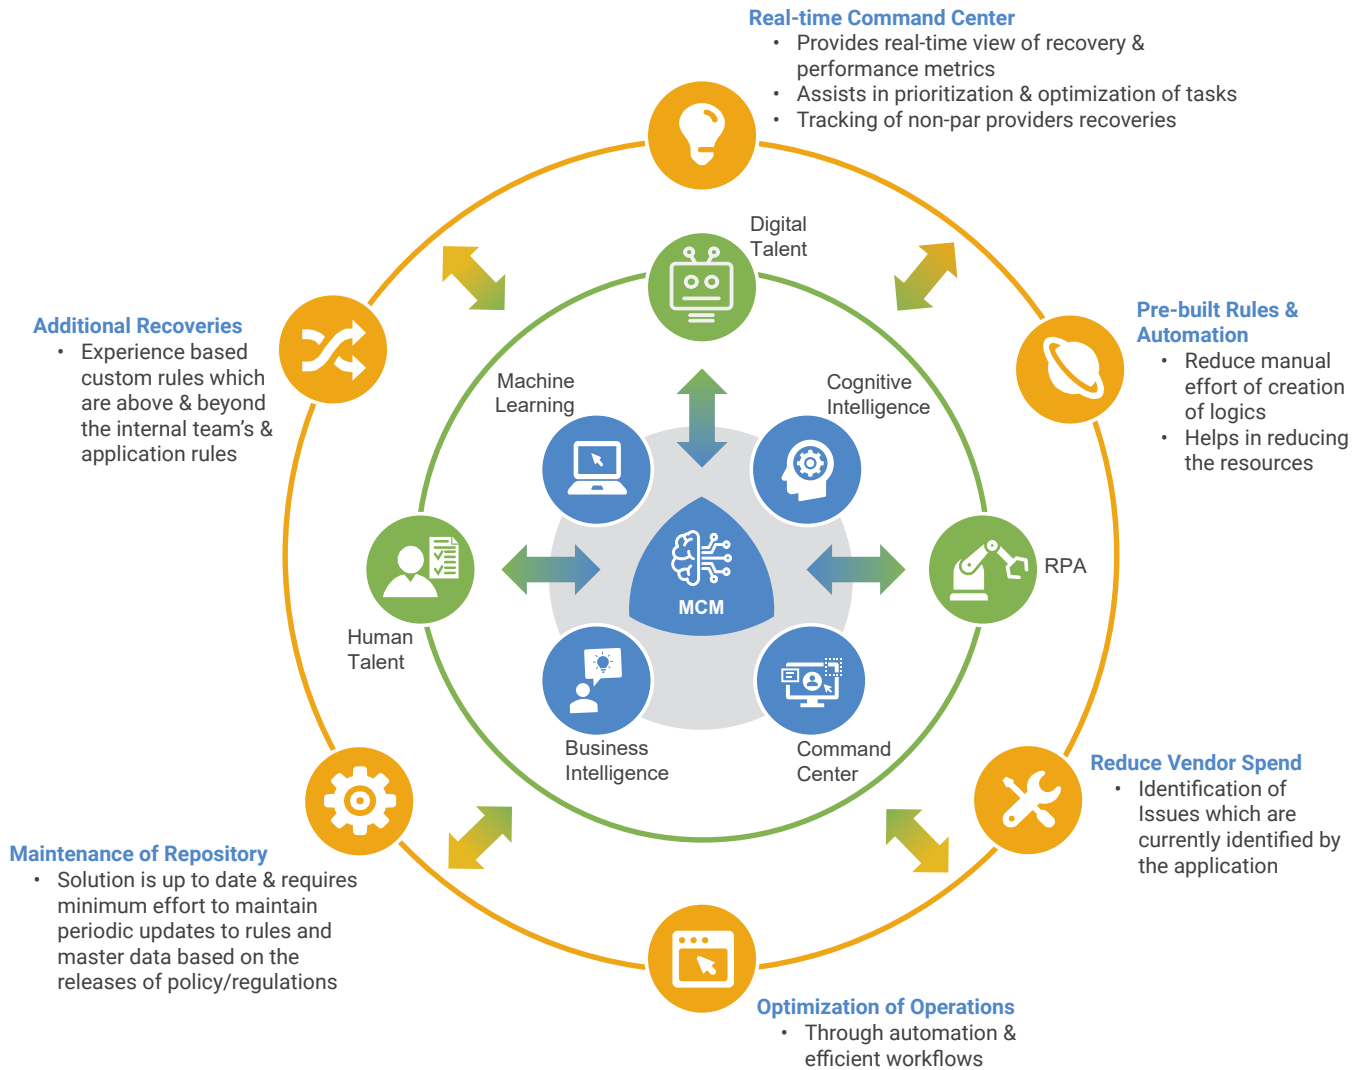 Real-time Command Center
• Provides real-time view of recovery &
performance metrics
• Assists in prioritization & optimization of tasks
• Tracking of non-par providers recoveries
Digital
Talent
Additional Recoveries
• Experience based
custom rules which
are above & beyond
the internal team's &
application rules
Pre-built Rules &
Automation
• Reduce manual
effort of creation
of logics
• Helps in reducing
the resources
Machine
Learning
Cognitive
Intelligence
MCM
RPA
Human
Talent
Business
Intelligence
Command
Center
Reduce Vendor Spend
• Identification of
Issues which are
currently identified by
the application
Maintenance of Repository
• Solution is up to date & requires
minimum effort to maintain
periodic updates to rules and
master data based on the
releases of policy/regulations
Optimization of Operations
• Through automation &
efficient workflows